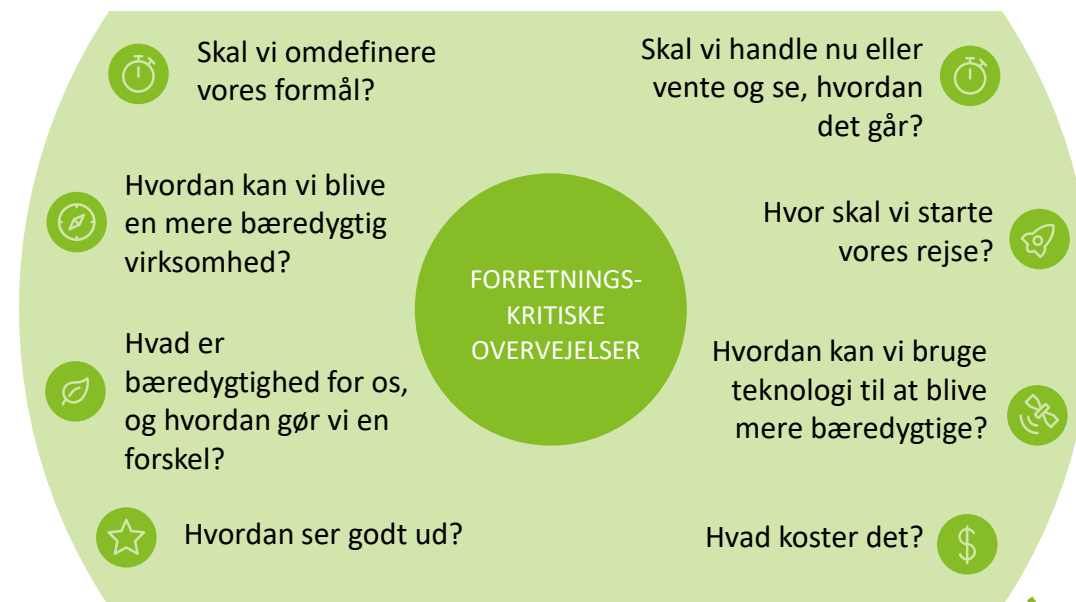 Skal vi omdefinere
vores formål?
Hvordan kan vi blive
en mere bæredygtig
virksomhed?
Hvad er
bæredygtighed for os,
og hvordan gør vi en
forskel?
Hvordan ser godt ud?
FORRETNINGS-
KRITISKE
OVERVEJELSER
Skal vi handle nu eller
vente og se, hvordan
det går?
Hvor skal vi starte
vores rejse?
Hvordan kan vi bruge
teknologi til at blive
mere bæredygtige?
Hvad koster det?
$